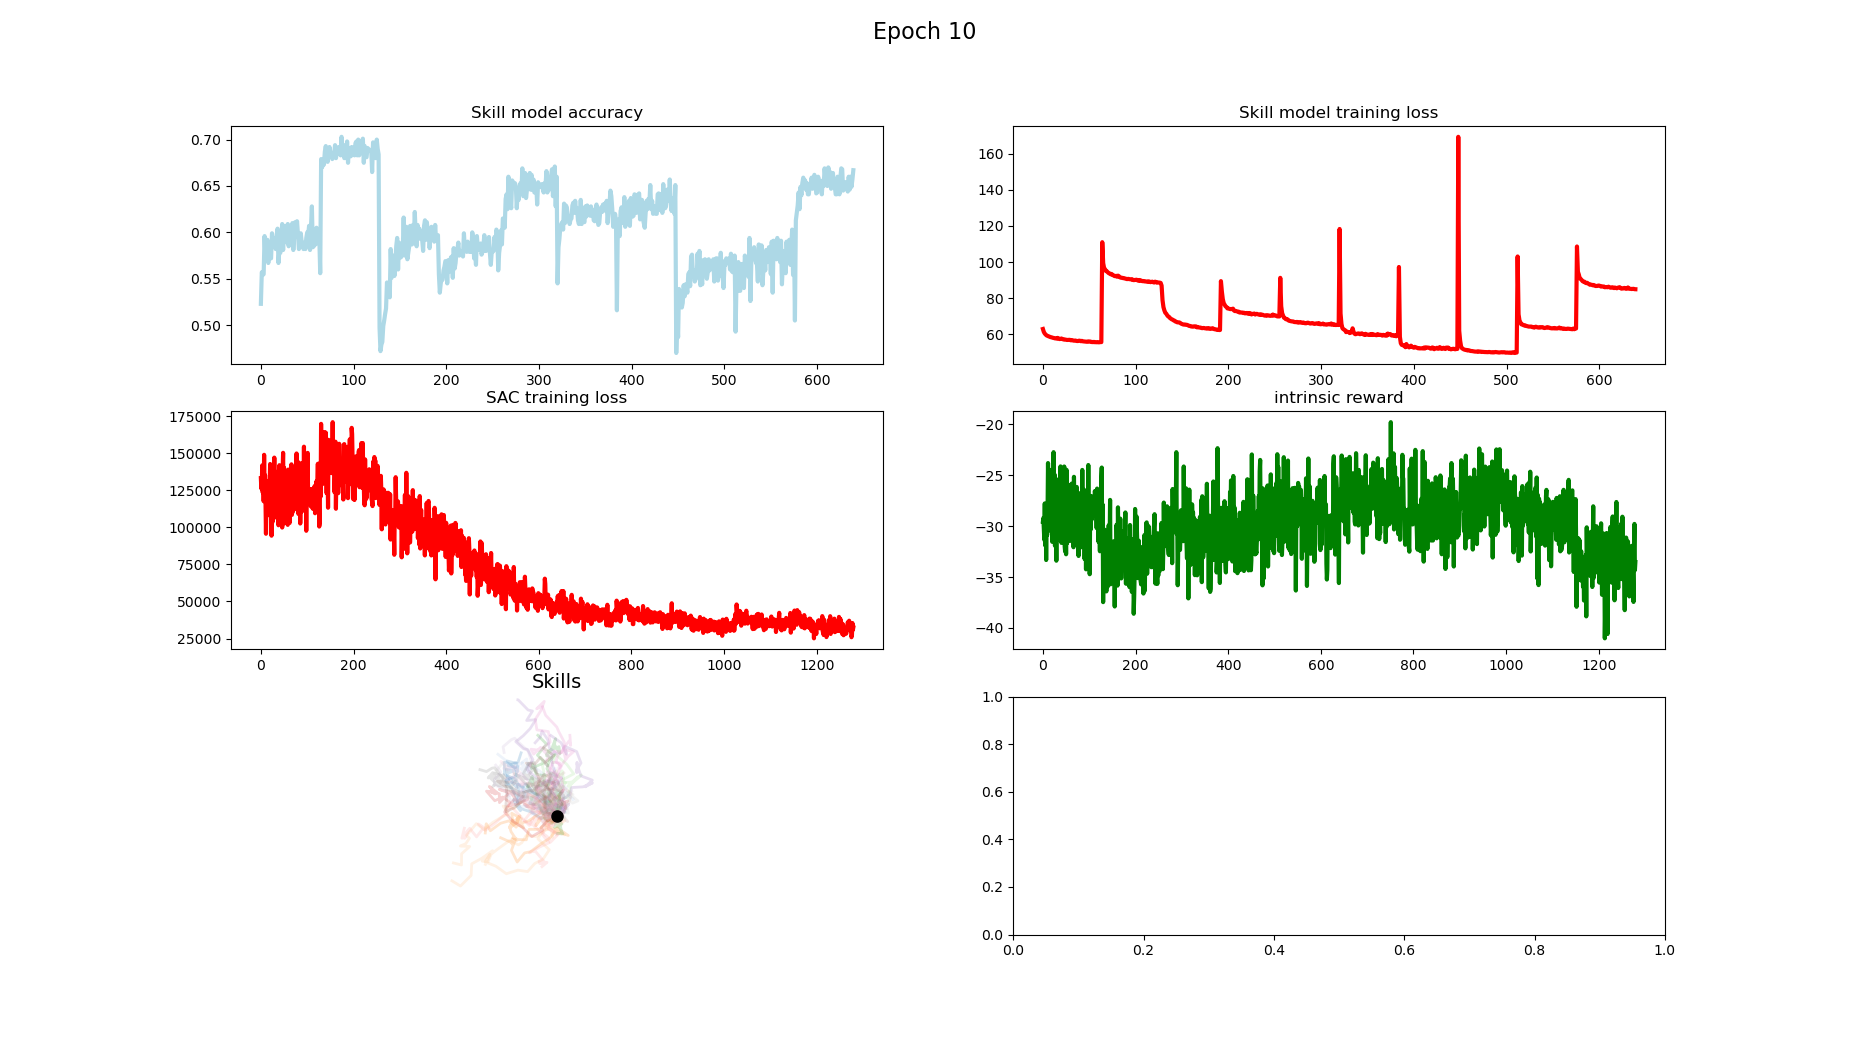 Epoch 10
Skill model accuracy
0.70
0.65
0.60
0.55
0.50
0 100 200 300 400 500 600
Skill model training loss
160
140
120
100
80
60
0 100 200 300 400 500 600
SAC training loss
175000
150000
125000
100000
75000
50000
25000
0 200 400 600 800 1000 1200
intrinsic reward
−20
−25
−30
−35
−40
0 200 400 600 800 1000 1200
Skills
1.0
0.8
0.6
0.4
0.2
0.0
0.0 0.2 0.4 0.6 0.8 1.0